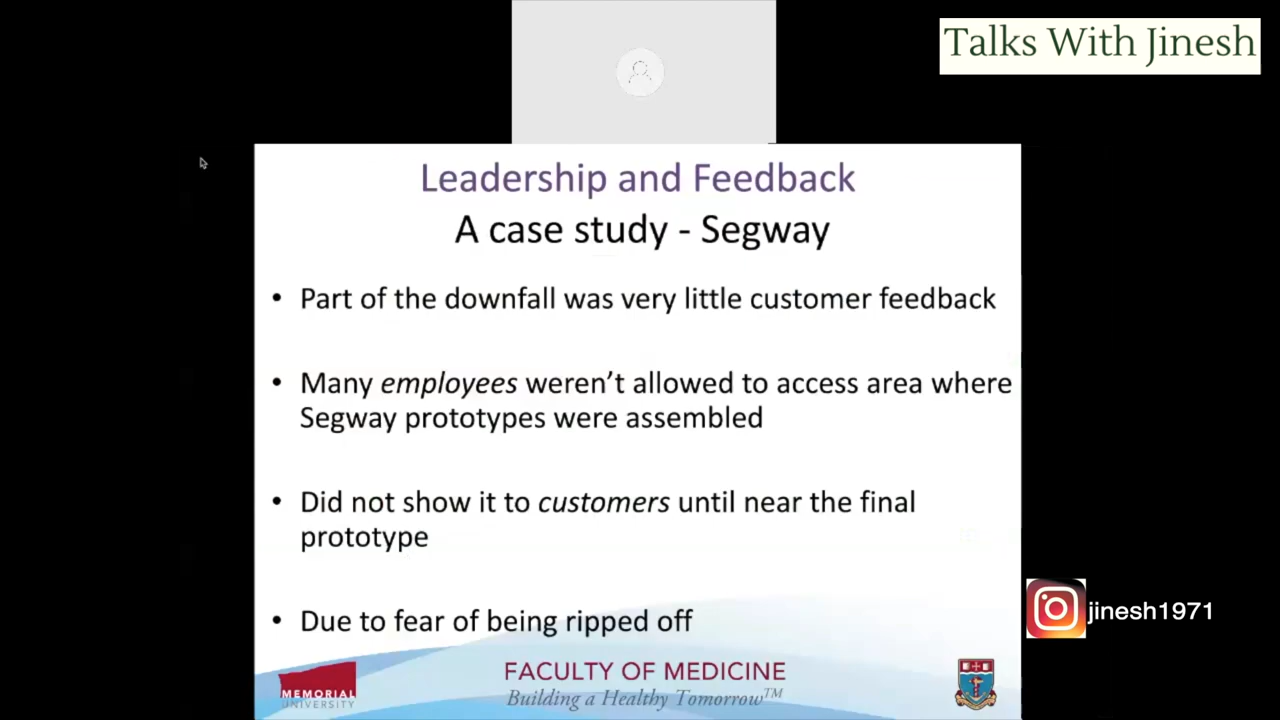 Talks With Jinesh
Leadership and Feedback
A case study - Segway
• Part of the downfall was very little customer feedback
• Many employees weren’t allowed to access area where
Segway prototypes were assembled
• Did not show it to customers until near the final
prototype
• Due to fear of being ripped off
jinesh1971
MEMORIAL
UNIVERSITY
FACULTY OF MEDICINE
Building a Healthy Tomorrow™